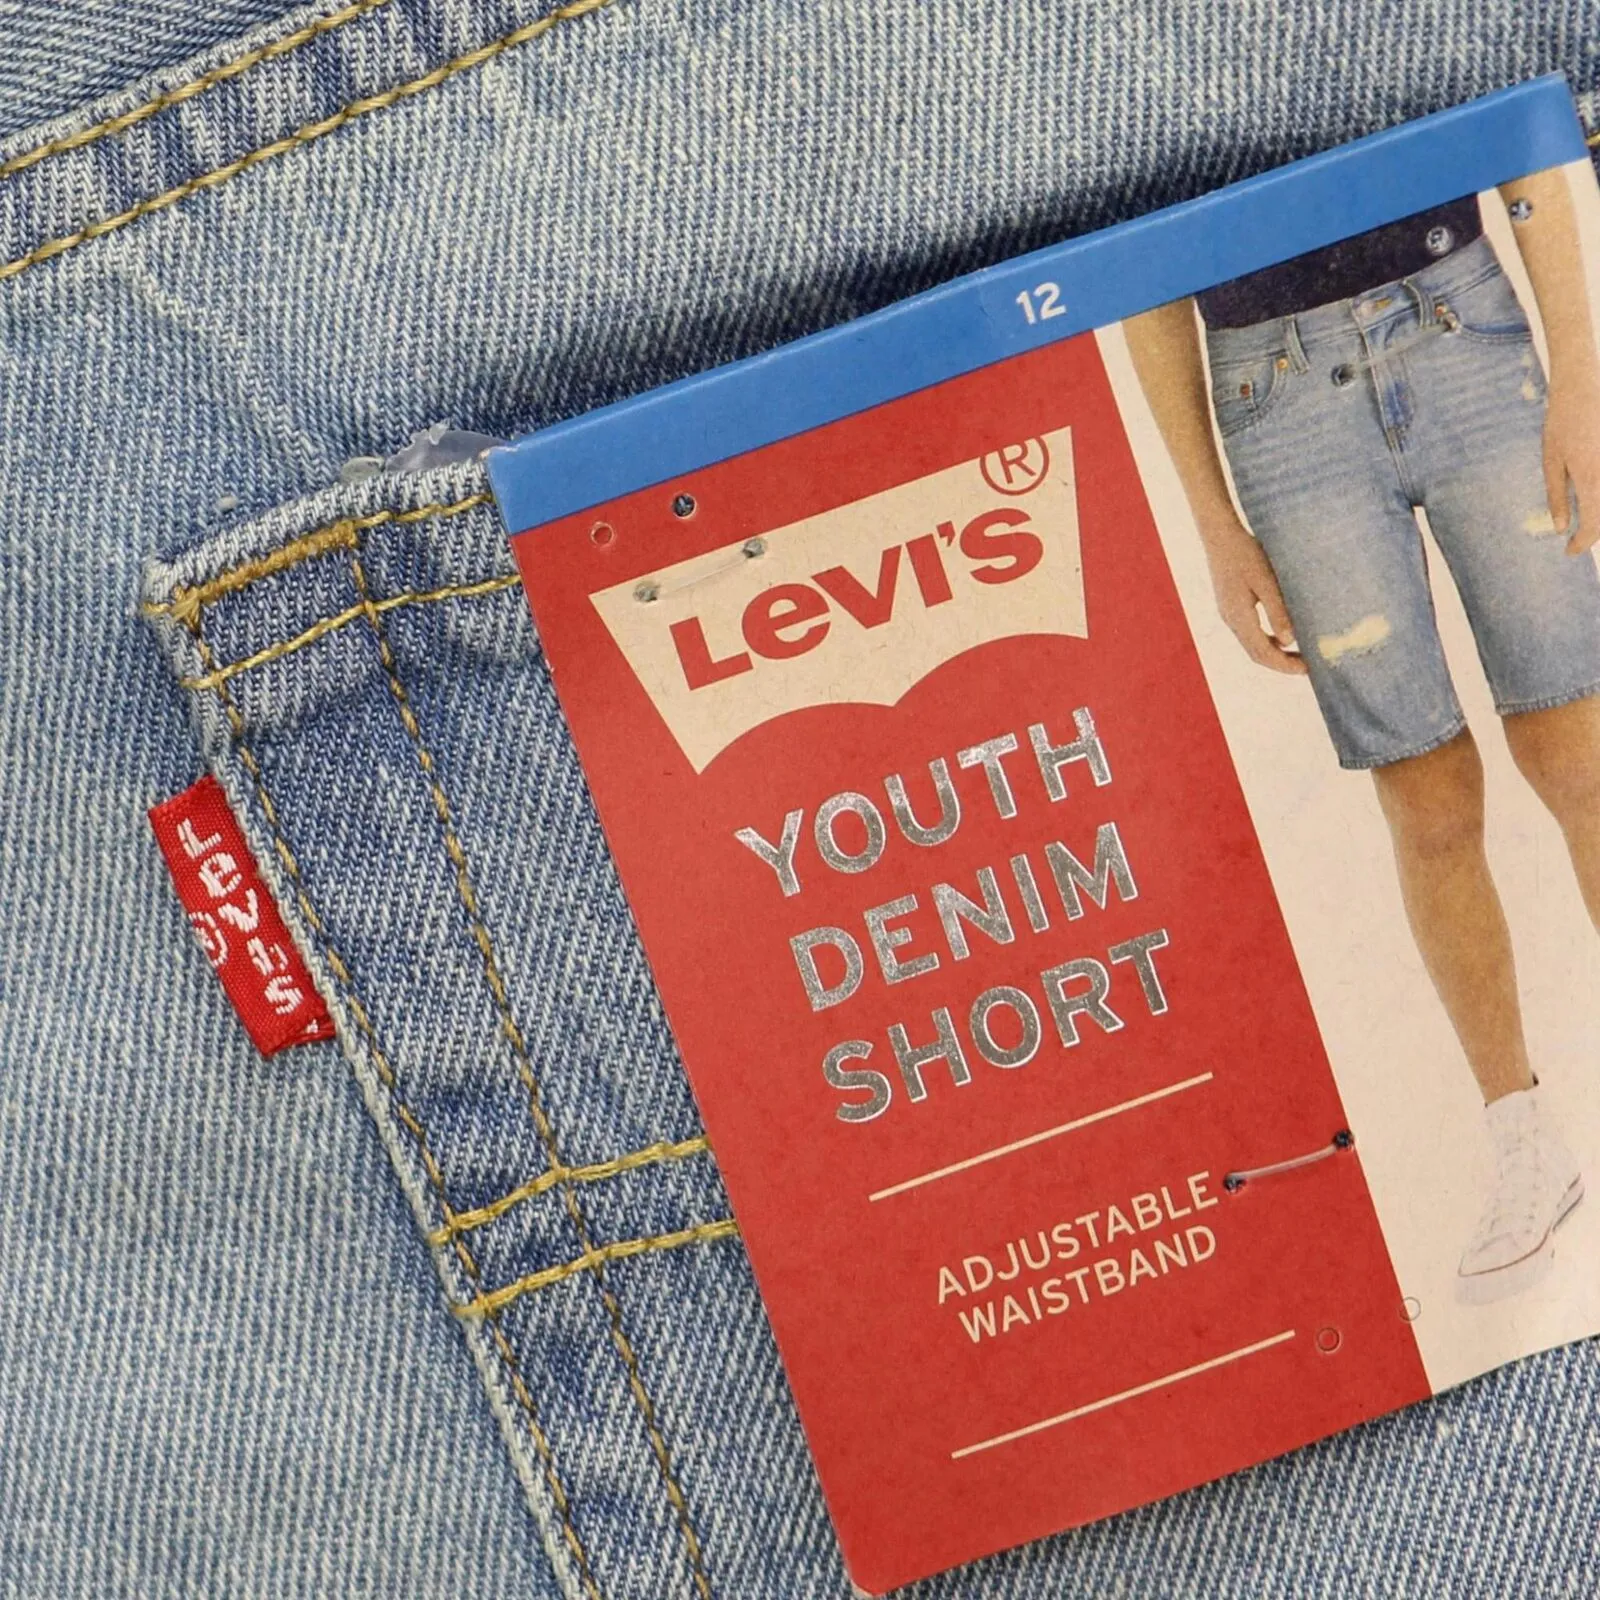 12
Levi's®
YOUTH
DENIM
SHORT
ADJUSTABLE
WAISTBAND
LEVI'S
®